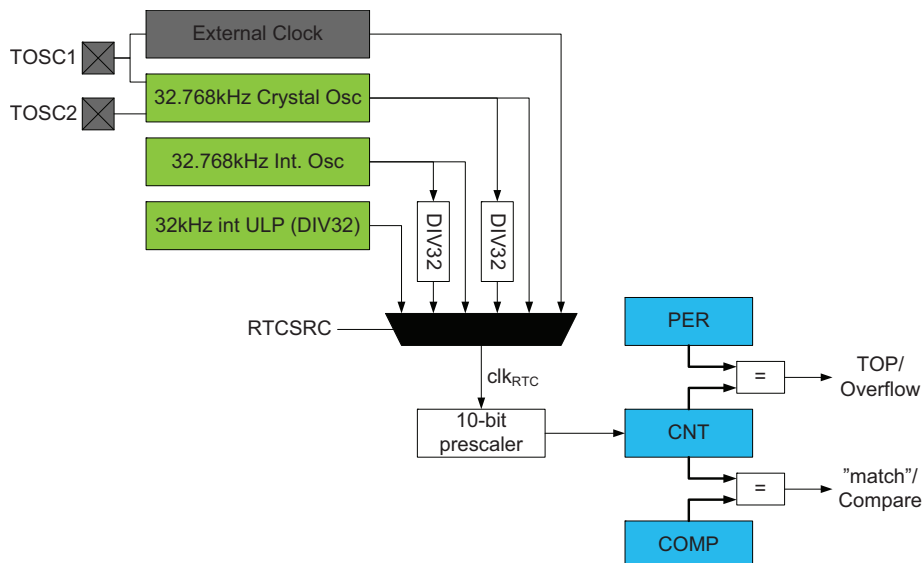 External Clock
TOSC1
32.768kHz Crystal Osc
TOSC2
32.768kHz Int. Osc
32kHz int ULP (DIV32)
DIV32
DIV32
RTCSRC
PER
clkRTC
=
TOP/
Overflow
10-bit
prescaler
CNT
=
”match”/
Compare
COMP